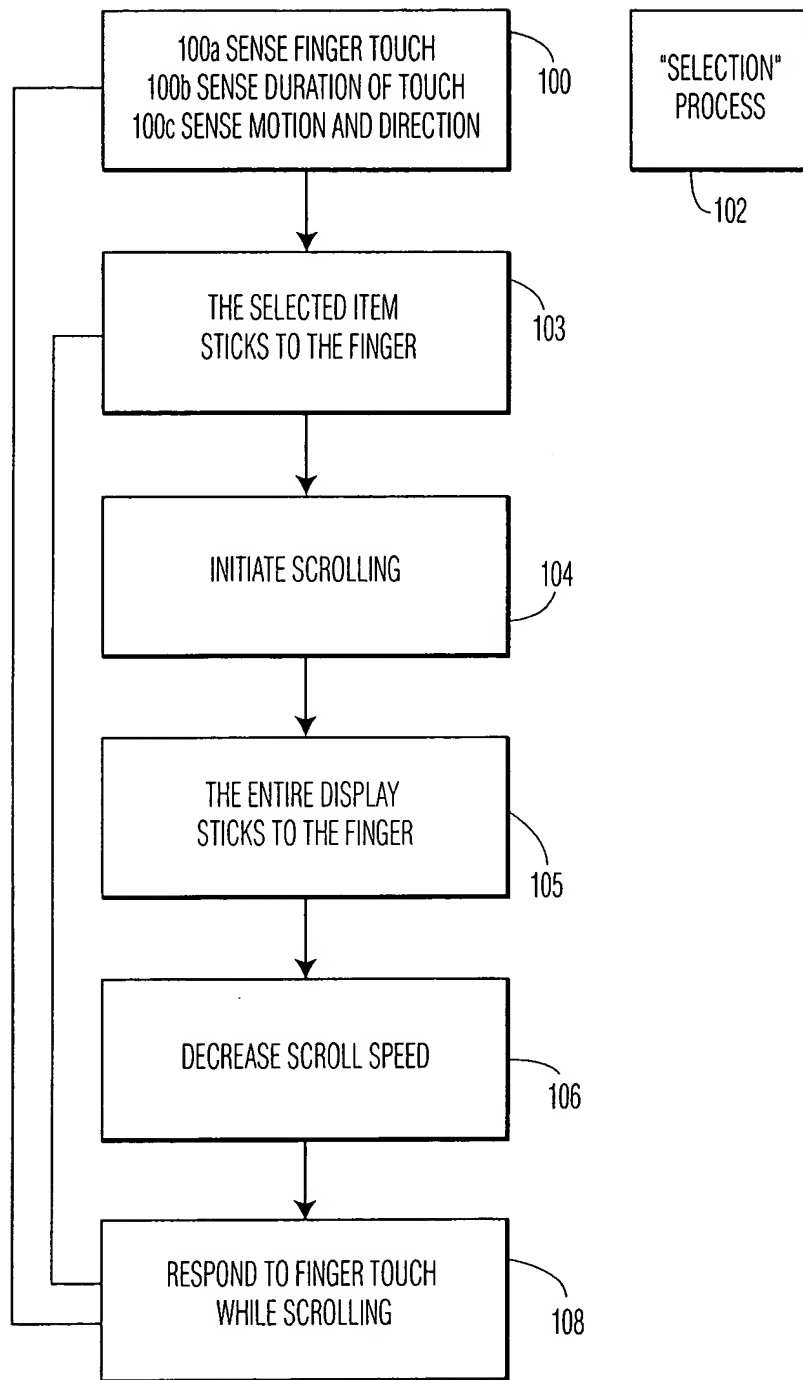 100a SENSE FINGER TOUCH
100b SENSE DURATION OF TOUCH
100c SENSE MOTION AND DIRECTION
100
"SELECTION"
PROCESS
102
THE SELECTED ITEM
STICKS TO THE FINGER
103
INITIATE SCROLLING
104
THE ENTIRE DISPLAY
STICKS TO THE FINGER
105
DECREASE SCROLL SPEED
106
RESPOND TO FINGER TOUCH
WHILE SCROLLING
108